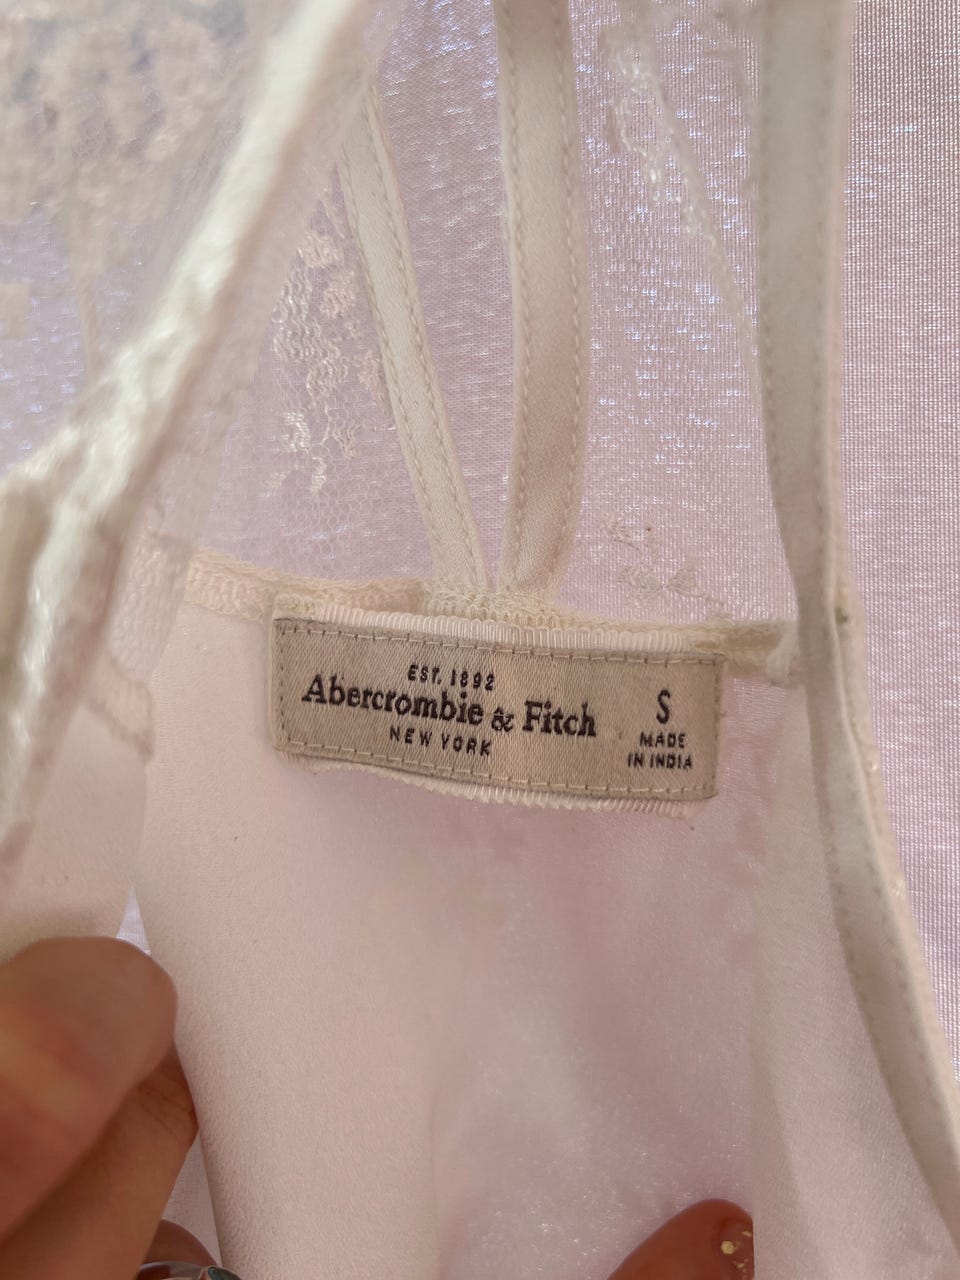 EST. 1892
Abercrombie & Fitch
NEW YORK
S
MADE
IN INDIA